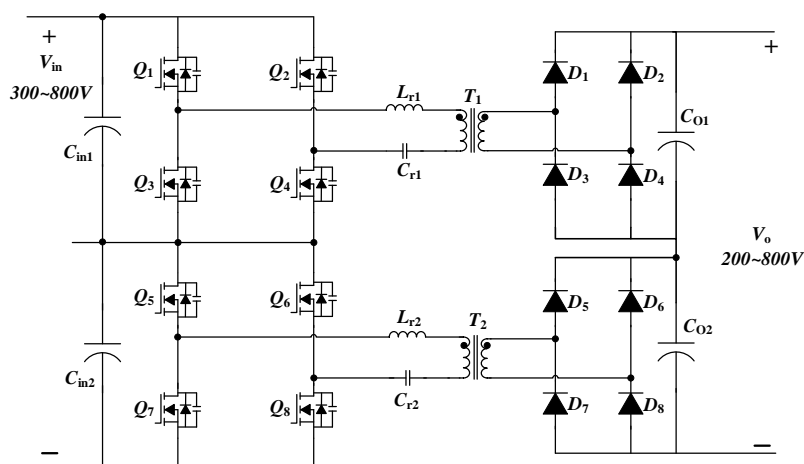 +
V_in
300~800V
C_in1
Q_1
Q_2
Q_3
Q_4
L_r1
C_r1
T_1
D_1
D_2
D_3
D_4
C_O1
+
V_o
200~800V
C_in2
−
Q_5
Q_6
Q_7
Q_8
L_r2
C_r2
T_2
D_5
D_6
D_7
D_8
C_O2
−